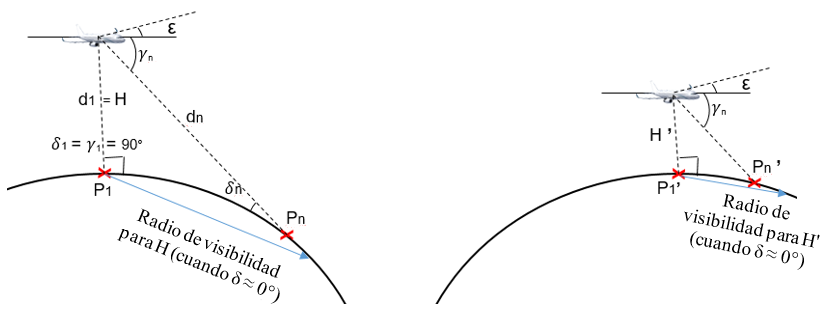 ε
γn
d1 = H
dn
δ1 = γ1 = 90°
δn
P1
Pn
Radio de visibilidad
para H (cuando δ ≈ 0°)
ε
γn
H '
Pn '
P1'
Radio de
visibilidad para H'
(cuando δ ≈ 0°)